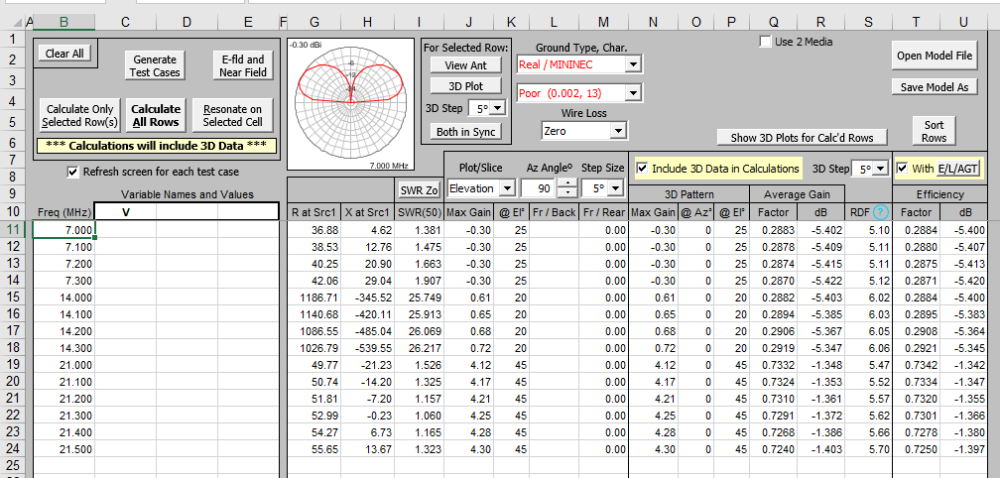 A B C D E F G H I J K L M N O P Q R S T U
1
2
3
4
5
6
7
8
9
10
Clear All
Generate Test Cases
E-fld and Near Field
Calculate Only Selected Row(s)
Calculate All Rows
Resonate on Selected Cell
*** Calculations will include 3D Data ***
Refresh screen for each test case
-0.30 dBi
7.000 MHz
For Selected Row:
View Ant
3D Plot
3D Step 5°
Both in Sync
Ground Type, Char.
Real / MININEC
Poor (0.002, 13)
Wire Loss
Zero
Use 2 Media
Open Model File
Save Model As
Show 3D Plots for Calc'd Rows
Sort Rows
Plot/Slice Az Angleº Step Size
SWR Zo Elevation 90 5°
Include 3D Data in Calculations 3D Step 5° With E/L/AGT
Variable Names and Values 3D Pattern Average Gain Efficiency
Freq (MHz) V R at Src1 X at Src1 SWR(50) Max Gain @ El° Fr / Back Fr / Rear Max Gain @ Az° @ El° Factor dB RDF ? Factor dB
11 7.000 36.88 4.62 1.381 -0.30 25 0.00 -0.30 0 25 0.2883 -5.402 5.10 0.2884 -5.400
12 7.100 38.53 12.76 1.475 -0.30 25 0.00 -0.30 0 25 0.2878 -5.409 5.11 0.2880 -5.407
13 7.200 40.25 20.90 1.663 -0.30 25 0.00 -0.30 0 25 0.2874 -5.415 5.11 0.2875 -5.413
14 7.300 42.06 29.04 1.907 -0.30 25 0.00 -0.30 0 25 0.2870 -5.422 5.12 0.2871 -5.420
15 14.000 1186.71 -345.52 25.749 0.61 20 0.00 0.61 0 20 0.2882 -5.403 6.02 0.2884 -5.400
16 14.100 1140.68 -420.11 25.913 0.65 20 0.00 0.65 0 20 0.2894 -5.385 6.03 0.2895 -5.383
17 14.200 1086.55 -485.04 26.069 0.68 20 0.00 0.68 0 20 0.2906 -5.367 6.05 0.2908 -5.364
18 14.300 1026.79 -539.55 26.217 0.72 20 0.00 0.72 0 20 0.2919 -5.347 6.06 0.2921 -5.345
19 21.000 49.77 -21.23 1.526 4.12 45 0.00 4.12 0 45 0.7332 -1.348 5.47 0.7342 -1.342
20 21.100 50.74 -14.20 1.325 4.17 45 0.00 4.17 0 45 0.7324 -1.353 5.52 0.7334 -1.347
21 21.200 51.81 -7.20 1.157 4.21 45 0.00 4.21 0 45 0.7310 -1.361 5.57 0.7320 -1.355
22 21.300 52.99 -0.23 1.060 4.25 45 0.00 4.25 0 45 0.7291 -1.372 5.62 0.7301 -1.366
23 21.400 54.27 6.73 1.165 4.28 45 0.00 4.28 0 45 0.7268 -1.386 5.66 0.7278 -1.380
24 21.500 55.65 13.67 1.323 4.30 45 0.00 4.30 0 45 0.7240 -1.403 5.70 0.7250 -1.397
25